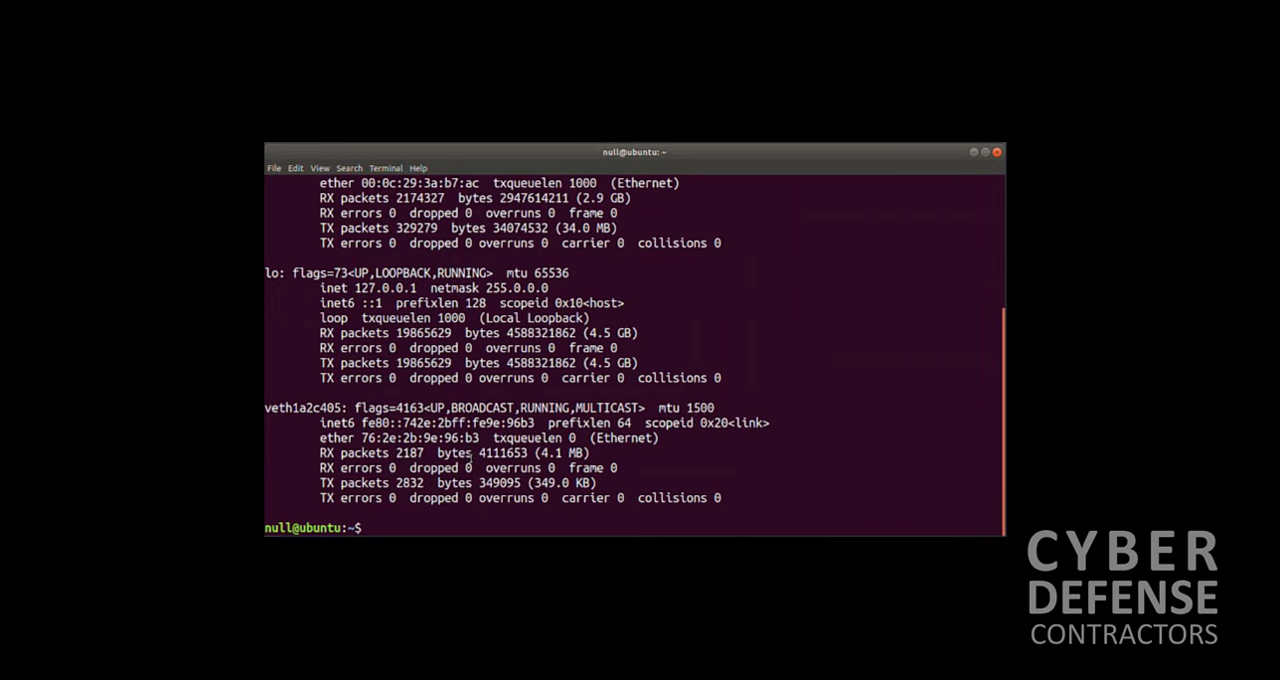 null@ubuntu: ~
File Edit View Search Terminal Help
ether 00:0c:29:3a:b7:ac txqueuelen 1000 (Ethernet)
RX packets 2174327 bytes 2947614211 (2.9 GB)
RX errors 0 dropped 0 overruns 0 frame 0
TX packets 329279 bytes 34074532 (34.0 MB)
TX errors 0 dropped 0 overruns 0 carrier 0 collisions 0
lo: flags=73<UP,LOOPBACK,RUNNING> mtu 65536
inet 127.0.0.1 netmask 255.0.0.0
inet6 ::1 prefixlen 128 scopeid 0x10<host>
loop txqueuelen 1000 (Local Loopback)
RX packets 19865629 bytes 4588321862 (4.5 GB)
RX errors 0 dropped 0 overruns 0 frame 0
TX packets 19865629 bytes 4588321862 (4.5 GB)
TX errors 0 dropped 0 overruns 0 carrier 0 collisions 0
veth1a2c405: flags=4163<UP,BROADCAST,RUNNING,MULTICAST> mtu 1500
inet6 fe80::742e:2bff:fe9e:96b3 prefixlen 64 scopeid 0x20<link>
ether 76:2e:2b:9e:96:b3 txqueuelen 0 (Ethernet)
RX packets 2187 bytes 4111653 (4.1 MB)
RX errors 0 dropped 0 overruns 0 frame 0
TX packets 2832 bytes 349095 (349.0 KB)
TX errors 0 dropped 0 overruns 0 carrier 0 collisions 0
null@ubuntu:~$
CYBER
DEFENSE
CONTRACTORS